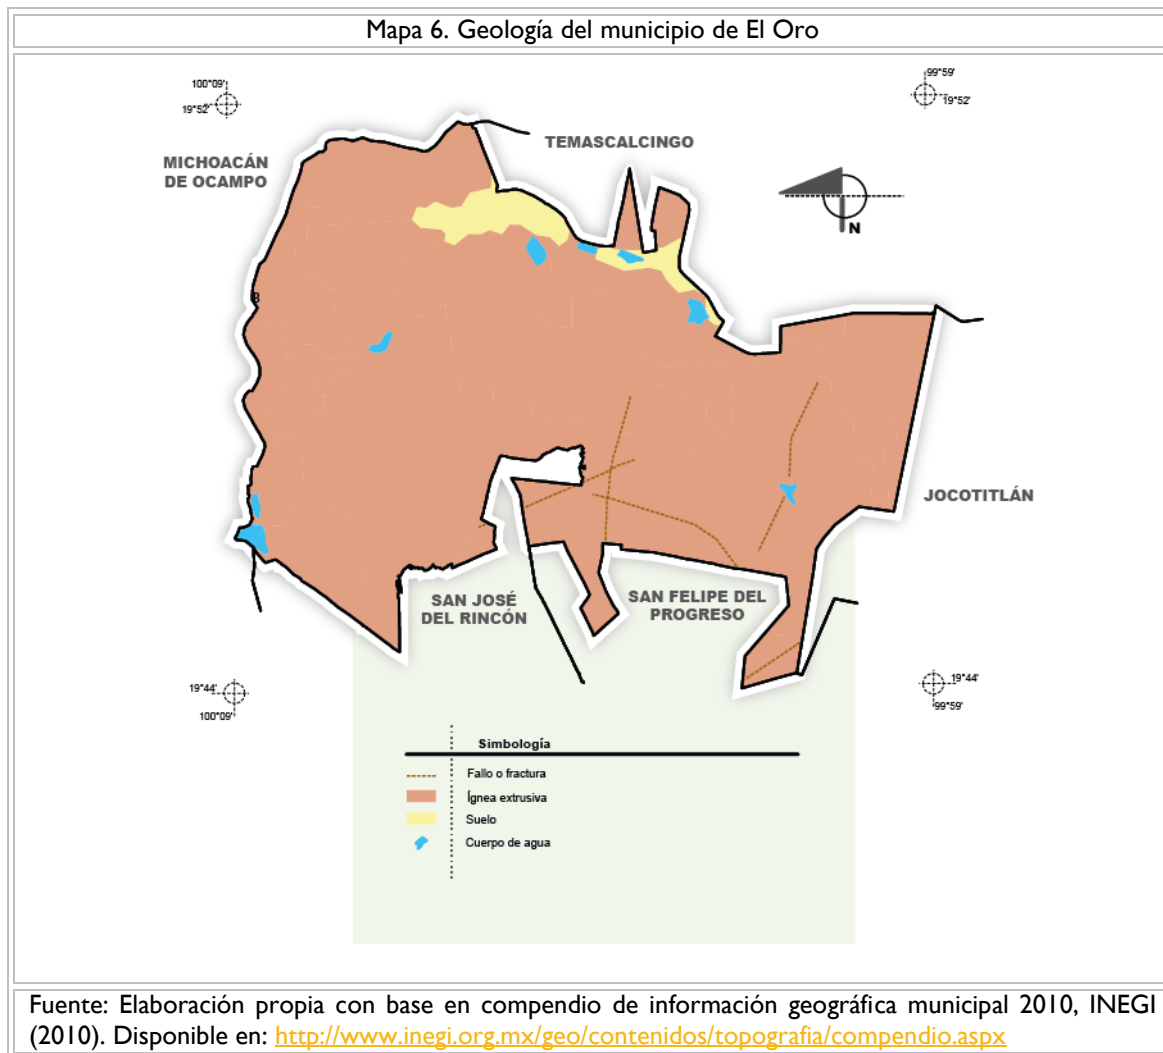 Mapa 6. Geología del municipio de El Oro
100°09'
19°52'
99°59'
19°52'
TEMASCALCINGO
MICHOACÁN
DE OCAMPO
N
B
JOCOTITLÁN
SAN JOSÉ
DEL RINCÓN
SAN FELIPE DEL
PROGRESO
19°44'
100°09'
19°44'
99°59'
Simbología
Fallo o fractura
Ígnea extrusiva
Suelo
Cuerpo de agua
Fuente: Elaboración propia con base en compendio de información geográfica municipal 2010, INEGI
(2010). Disponible en: http://www.inegi.org.mx/geo/contenidos/topografia/compendio.aspx